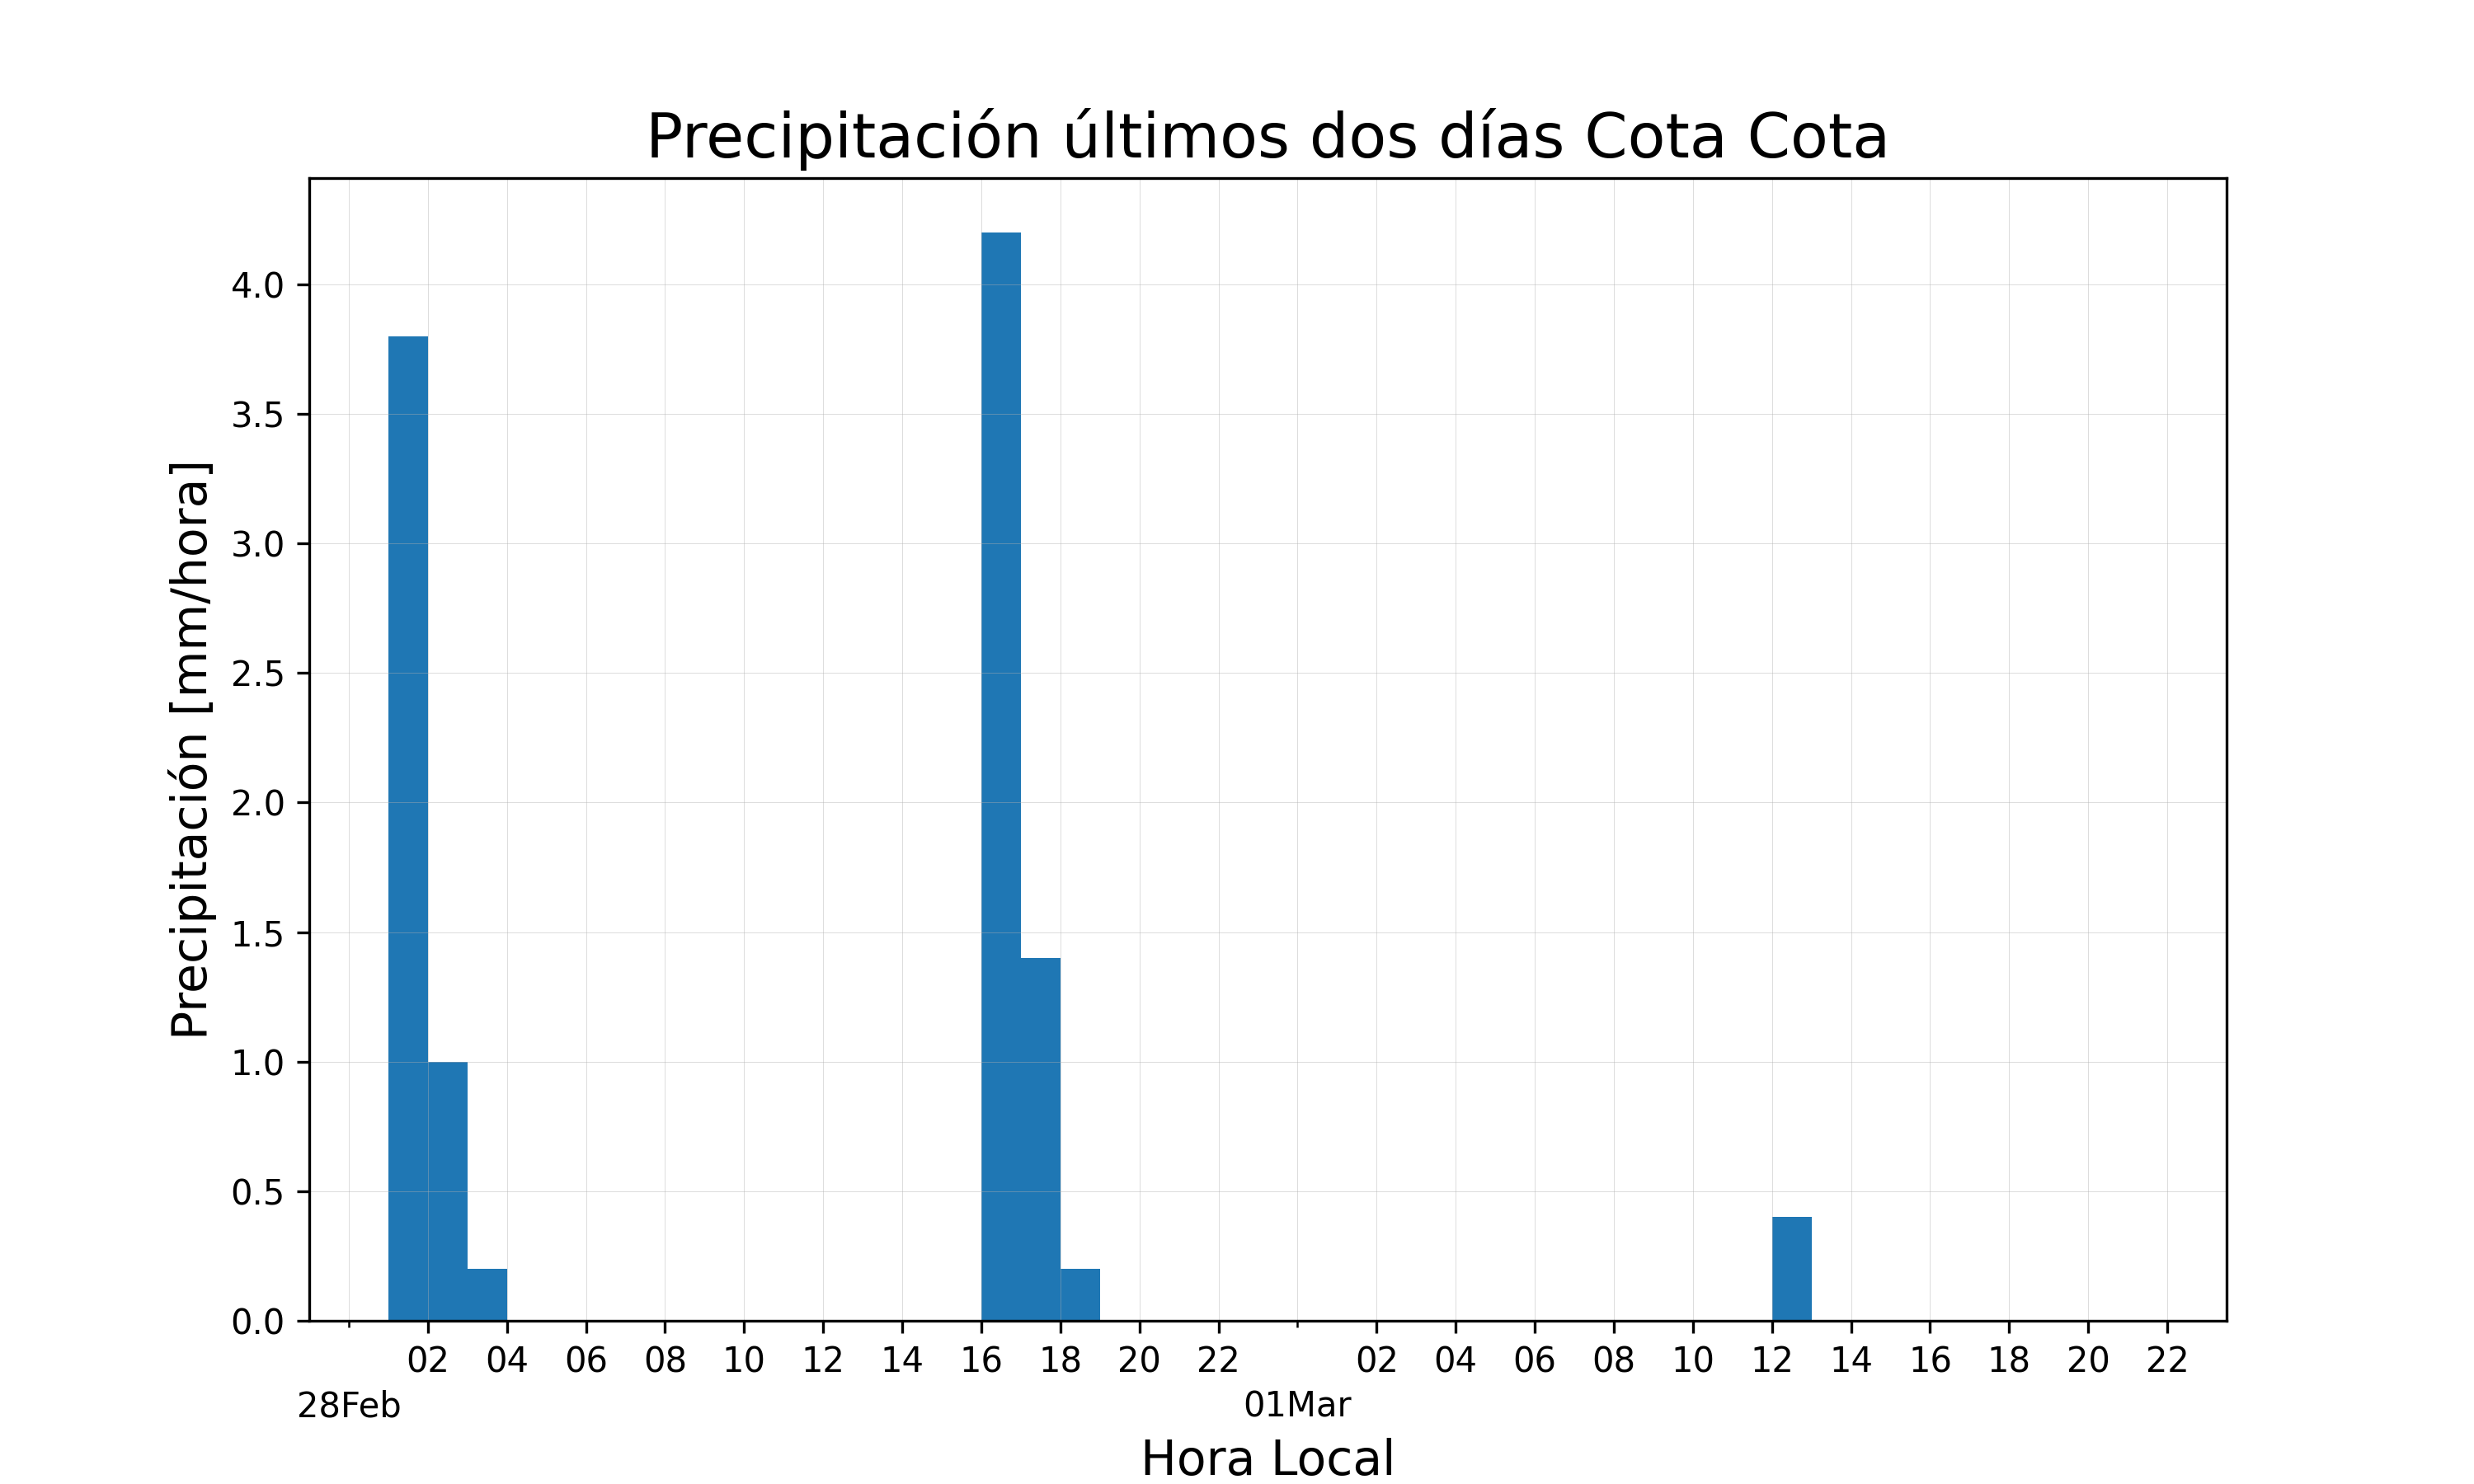 Precipitación últimos dos días Cota Cota
Precipitación [mm/hora]
4.0
3.5
3.0
2.5
2.0
1.5
1.0
0.5
0.0
02 04 06 08 10 12 14 16 18 20 22 02 04 06 08 10 12 14 16 18 20 22
28Feb 01Mar
Hora Local